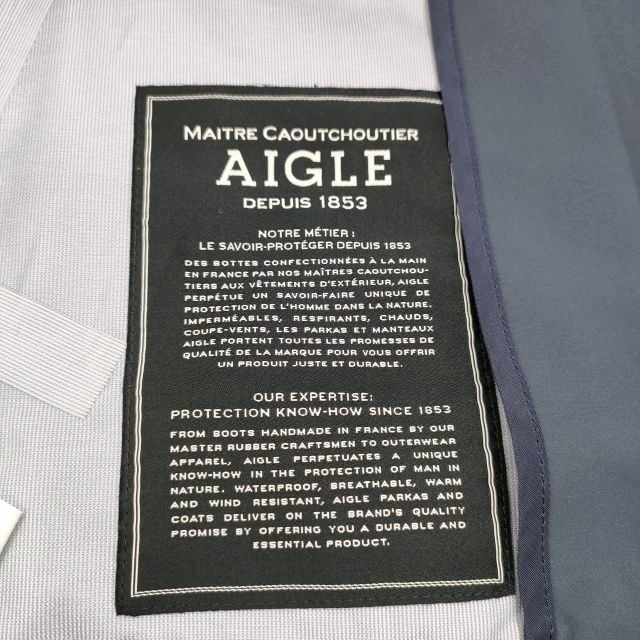 MAITRE CAOUTCHOUTIER
AIGLE
DEPUIS 1853
NOTRE MÉTIER :
LE SAVOIR-PROTÉGER DEPUIS 1853
DES BOTTES CONFECTIONNÉES À LA MAIN
EN FRANCE PAR NOS MAÎTRES CAOUTCHOU-
TIERS AUX VÊTEMENTS D'EXTÉRIEUR, AIGLE
PERPÉTUE UN SAVOIR-FAIRE UNIQUE DE
PROTECTION DE L'HOMME DANS LA NATURE.
IMPERMÉABLES, RESPIRANTS, CHAUDS,
COUPE-VENTS, LES PARKAS ET MANTEAUX
AIGLE PORTENT TOUTES LES PROMESSES DE
QUALITÉ DE LA MARQUE POUR VOUS OFFRIR
UN PRODUIT JUSTE ET DURABLE.
OUR EXPERTISE:
PROTECTION KNOW-HOW SINCE 1853
FROM BOOTS HANDMADE IN FRANCE BY OUR
MASTER RUBBER CRAFTSMEN TO OUTERWEAR
APPAREL, AIGLE PERPETUATES A UNIQUE
KNOW-HOW IN THE PROTECTION OF MAN IN
NATURE. WATERPROOF, BREATHABLE, WARM
AND WIND RESISTANT, AIGLE PARKAS AND
COATS DELIVER ON THE BRAND'S QUALITY
PROMISE BY OFFERING YOU A DURABLE AND
ESSENTIAL PRODUCT.